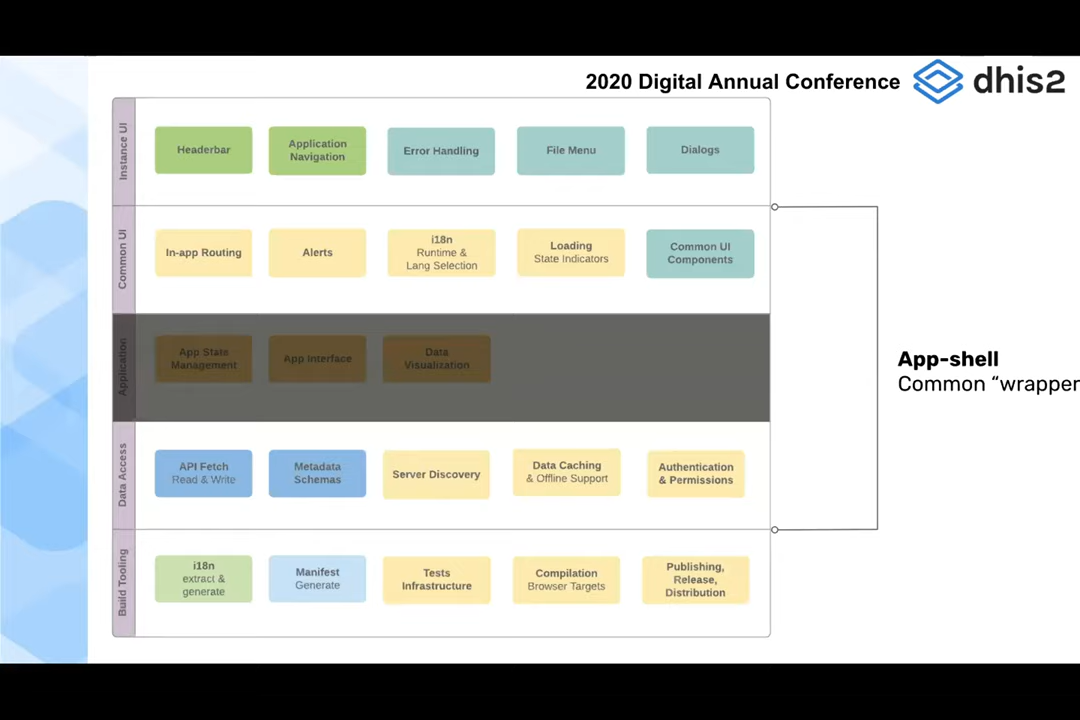 2020 Digital Annual Conference
dhis2
Instance UI
Headerbar
Application
Navigation
Error Handling
File Menu
Dialogs
Common UI
In-app Routing
Alerts
i18n
Runtime &
Lang Selection
Loading
State Indicators
Common UI
Components
Application
App State
Management
App Interface
Data
Visualization
App-shell
Common “wrapper
Data Access
API Fetch
Read & Write
Metadata
Schemas
Server Discovery
Data Caching
& Offline Support
Authentication
& Permissions
Build Tooling
i18n
extract &
generate
Manifest
Generate
Tests
Infrastructure
Compilation
Browser Targets
Publishing,
Release,
Distribution